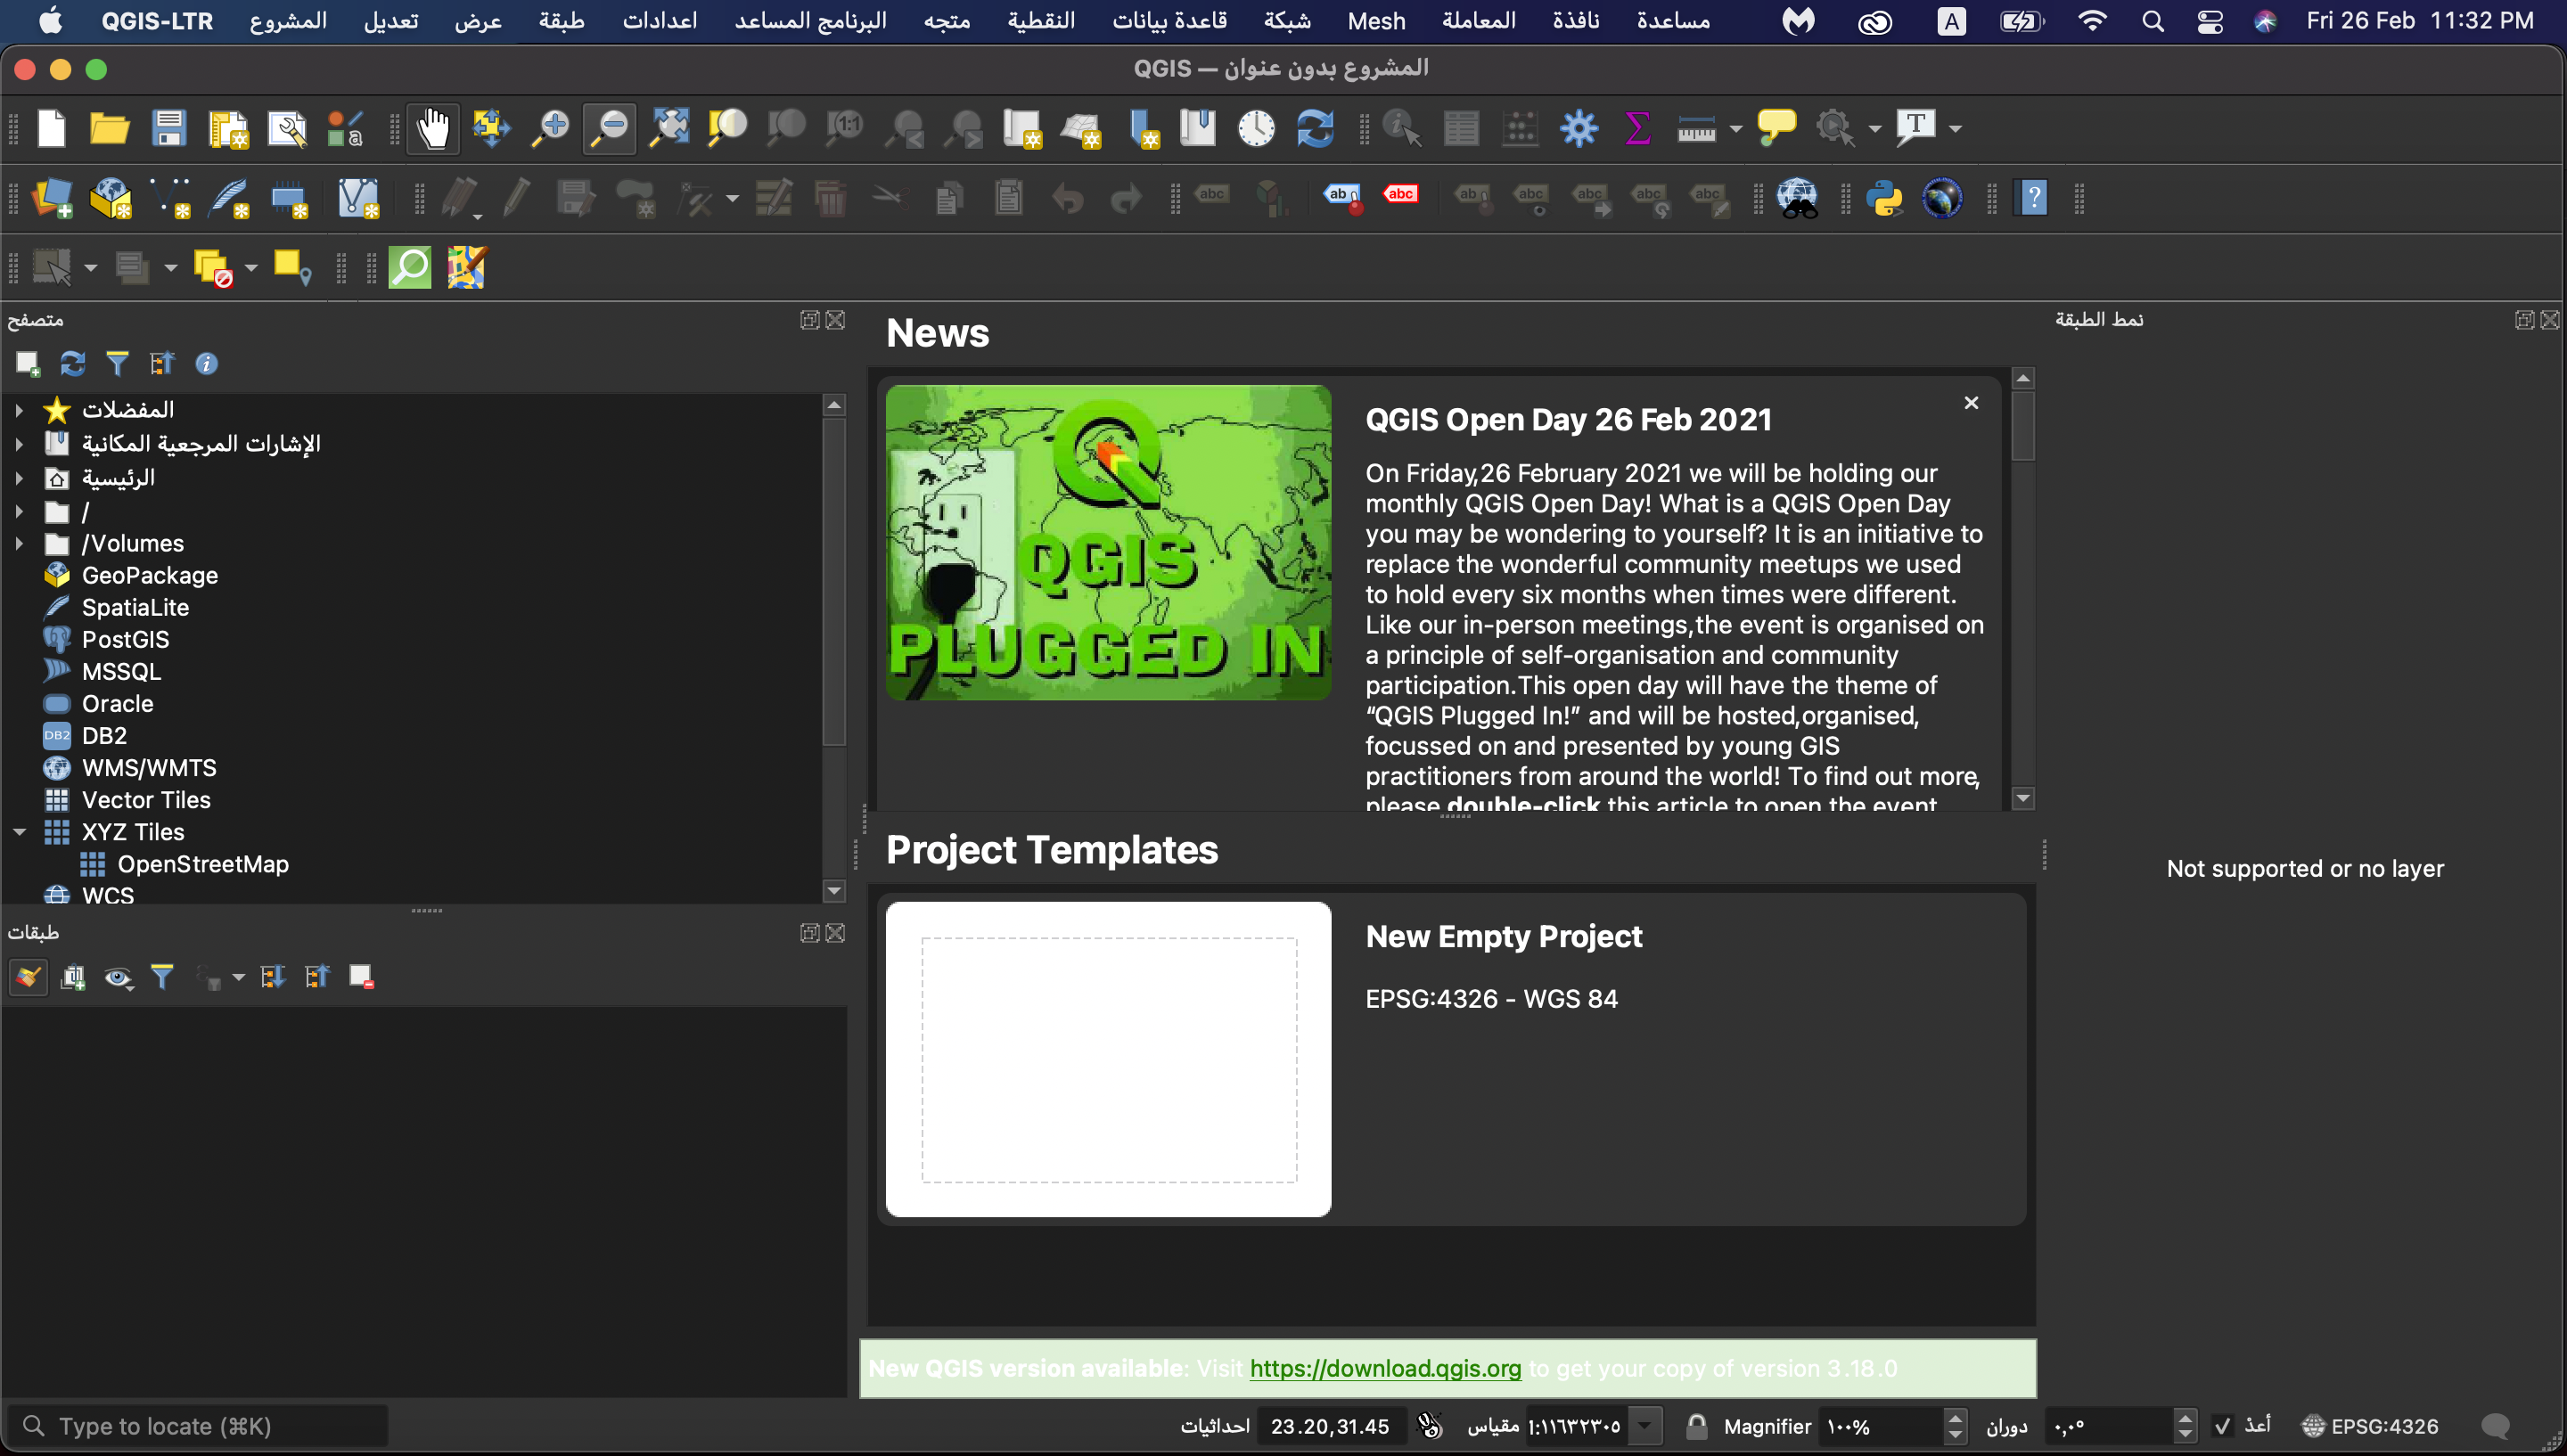 QGIS-LTR المشروع تعديل عرض طبقة اعدادات البرنامج المساعد متجه النقطية قاعدة بيانات شبكة Mesh المعاملة نافذة مساعدة A Fri 26 Feb 11:32 PM
المشروع بدون عنوان — QGIS
a 1:1 T
abc ab abc ab abc abc abc abc ?
متصفح
المفضلات
الإشارات المرجعية المكانية
الرئيسية
/
/Volumes
GeoPackage
SpatiaLite
PostGIS
MSSQL
Oracle
DB2 DB2
WMS/WMTS
Vector Tiles
XYZ Tiles
OpenStreetMap
WCS
طبقات
News
QGIS
PLUGGED IN
QGIS Open Day 26 Feb 2021
On Friday,26 February 2021 we will be holding our
monthly QGIS Open Day! What is a QGIS Open Day
you may be wondering to yourself? It is an initiative to
replace the wonderful community meetups we used
to hold every six months when times were different.
Like our in-person meetings,the event is organised on
a principle of self-organisation and community
participation.This open day will have the theme of
“QGIS Plugged In!” and will be hosted,organised,
focussed on and presented by young GIS
practitioners from around the world! To find out more,
please double-click this article to open the event
Project Templates
New Empty Project
EPSG:4326 - WGS 84
New QGIS version available: Visit https://download.qgis.org to get your copy of version 3.18.0
نمط الطبقة
Not supported or no layer
Type to locate (⌘K) احداثيات 23.20,31.45 مقياس ١:١١٦٣٢٣٠٥ Magnifier ١٠٠% دوران ٠,٠° أعدْ EPSG:4326